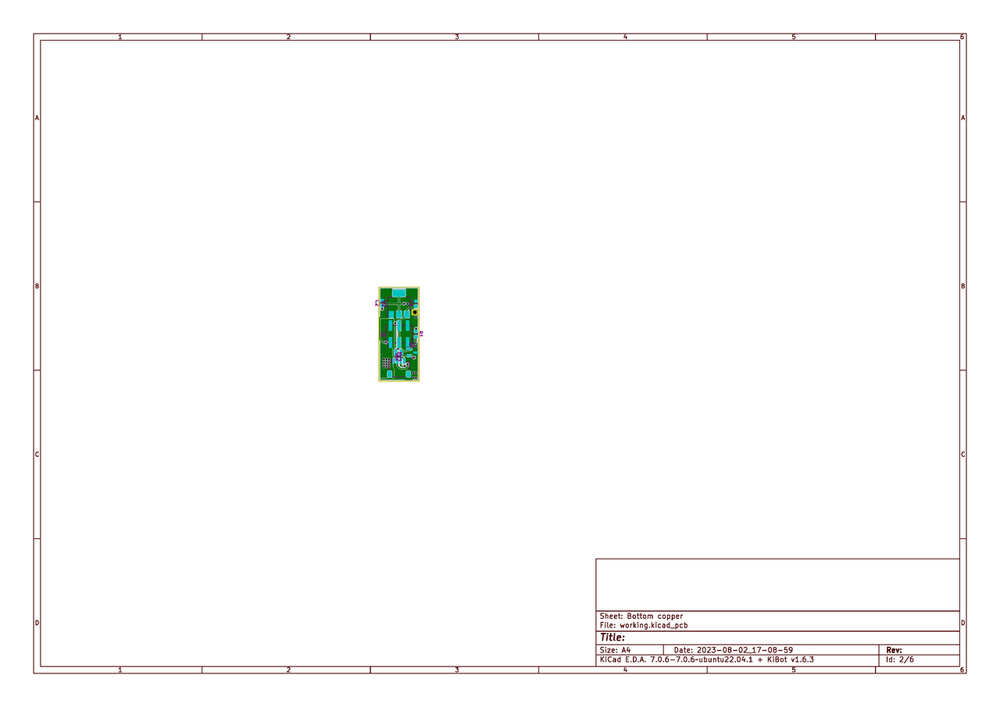 1 2 3 4 5 6
A A
B B
C C
D D
Sheet: Bottom copper
File: working.kicad_pcb
Title:
Size: A4 Date: 2023-08-02_17-08-59 Rev:
KiCad E.D.A. 7.0.6-7.0.6-ubuntu22.04.1 + KiBot v1.6.3 Id: 2/6
1 2 3 4 5 6